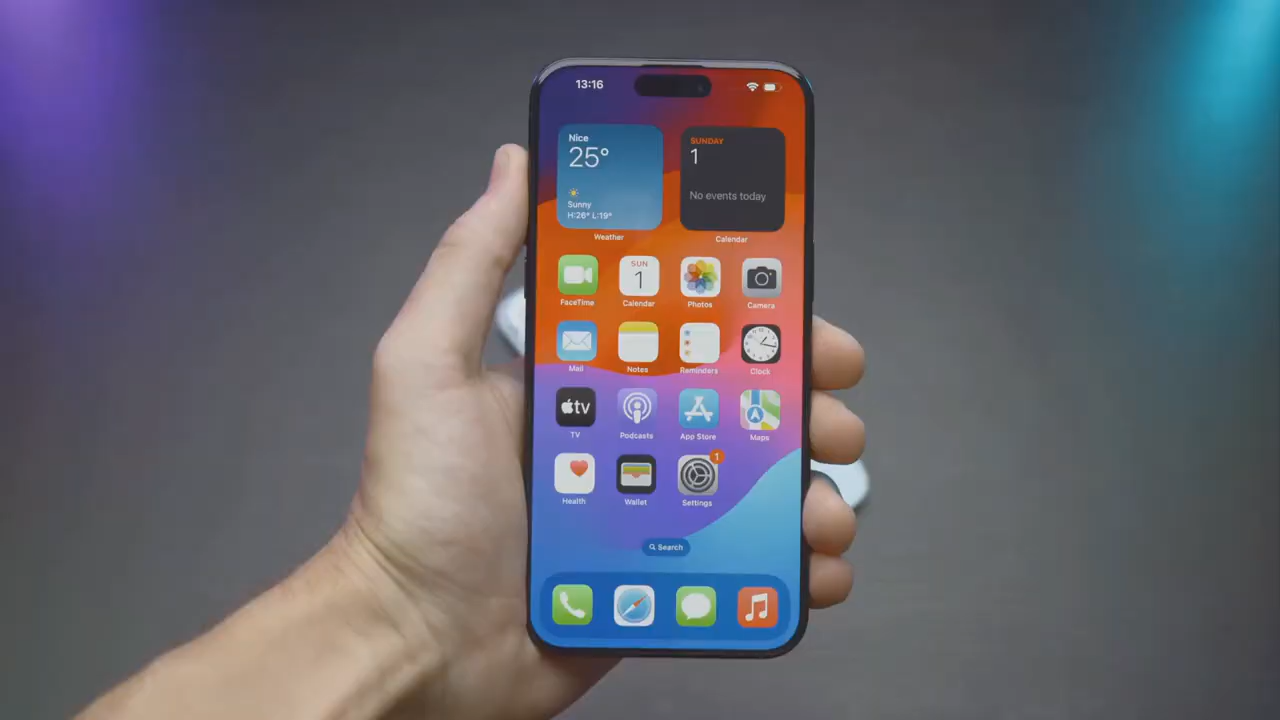 13:16
Nice
25°
Sunny
H:26° L:19°
Weather
SUNDAY
1
No events today
Calendar
FaceTime
SUN
1
Calendar
Photos
Camera
Mail
Notes
Reminders
Clock
tv
TV
Podcasts
App Store
Maps
Health
Wallet
1
Settings
Search